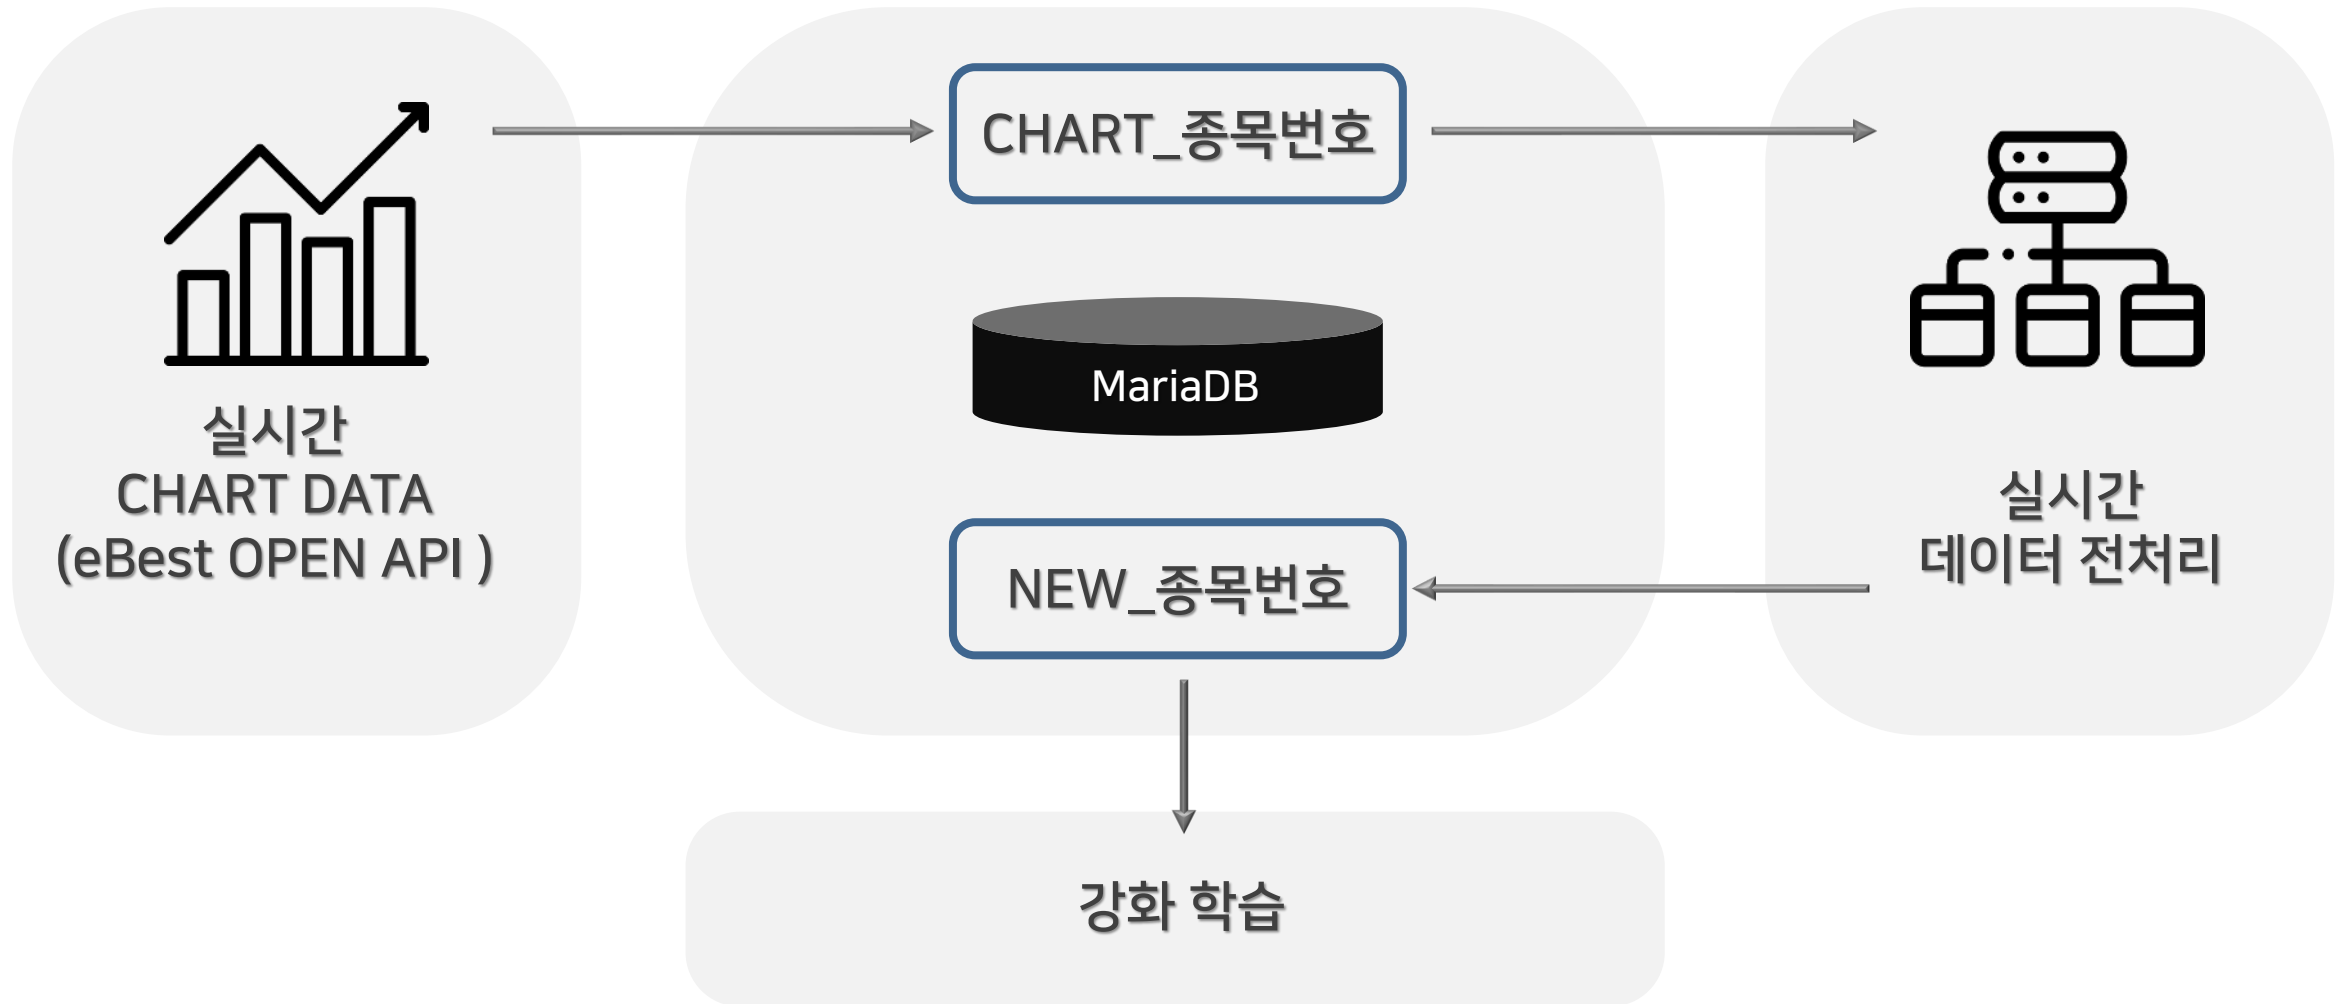 실시간
CHART DATA
(eBest OPEN API )
CHART_종목번호
MariaDB
NEW_종목번호
실시간
데이터 전처리
강화 학습